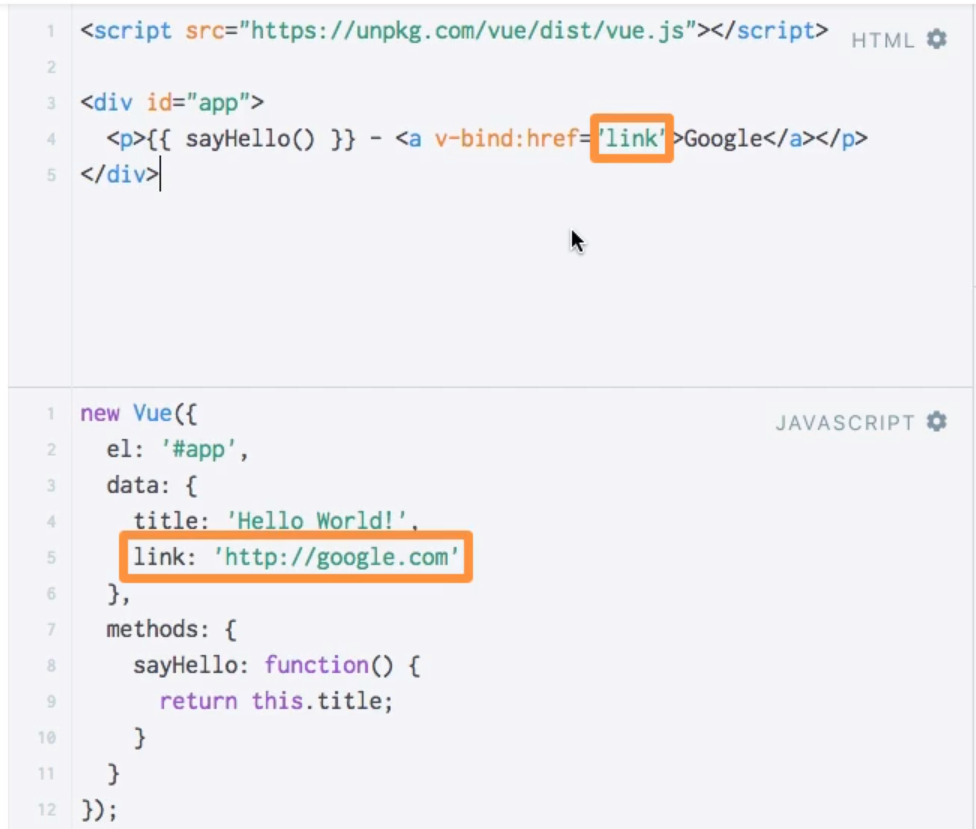 1 <script src="https://unpkg.com/vue/dist/vue.js"></script>
HTML
2
3 <div id="app">
4   <p>{{ sayHello() }} - <a v-bind:href='link'>Google</a></p>
5 </div>
1 new Vue({
JAVASCRIPT
2   el: '#app',
3   data: {
4     title: 'Hello World!',
5     link: 'http://google.com'
6   },
7   methods: {
8     sayHello: function() {
9       return this.title;
10     }
11   }
12 });